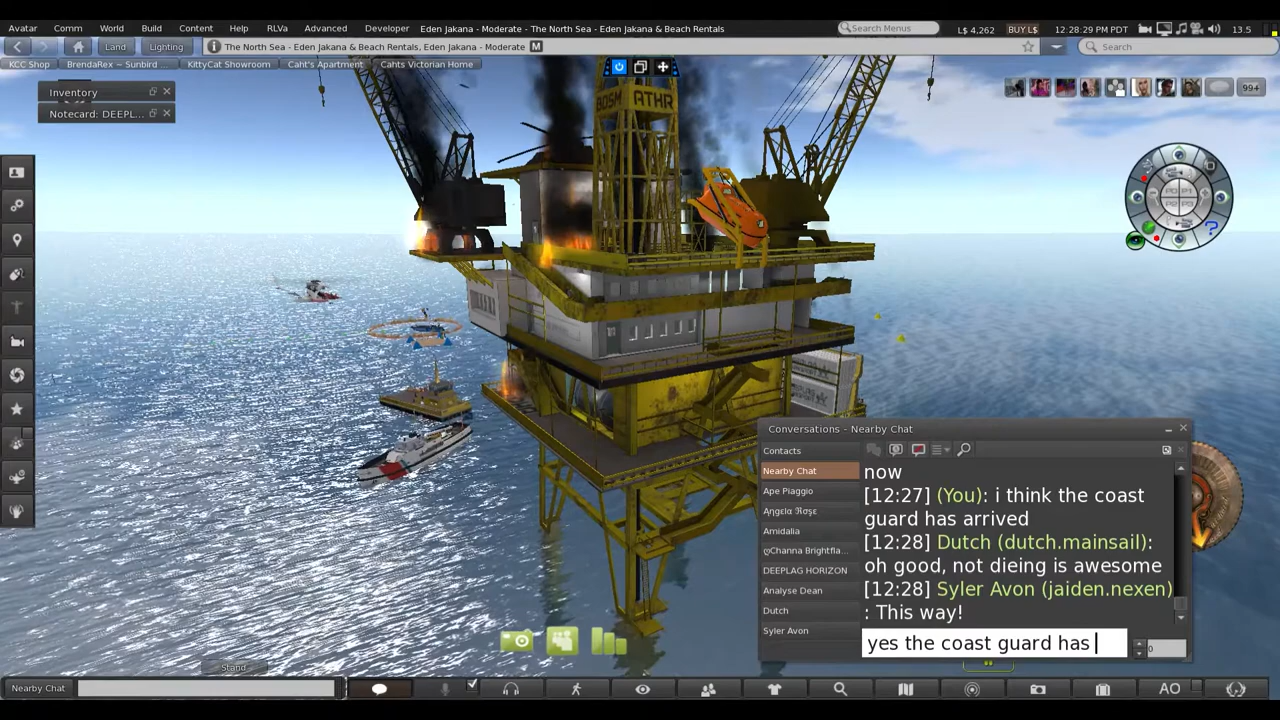 Avatar Comm World Build Content Help RLVa Advanced Developer Eden Jakana - Moderate - The North Sea - Eden Jakana & Beach Rentals Search Menus L$ 4,262 BUY L$ 12:28:29 PM PDT 13.5
Land Lighting The North Sea - Eden Jakana & Beach Rentals, Eden Jakana - Moderate M Search
KCC Shop BrendaRex ~ Sunbird ... KittyCat Showroom Caht's Apartment Cahts Victorian Home
Inventory
Notecard: DEEPL...
99+
BDSM ATHR
Conversations - Nearby Chat
Contacts
Nearby Chat
Ape Piaggio
Amidalia
ღChanna Brightfla...
DEEPLAG HORIZON
Analyse Dean
Dutch
Syler Avon
now
[12:27] (You): i think the coast
guard has arrived
[12:28] Dutch (dutch.mainsail):
oh good, not dieing is awesome
[12:28] Syler Avon (jaiden.nexen)
: This way!
yes the coast guard has
0
Stand
Nearby Chat
AO